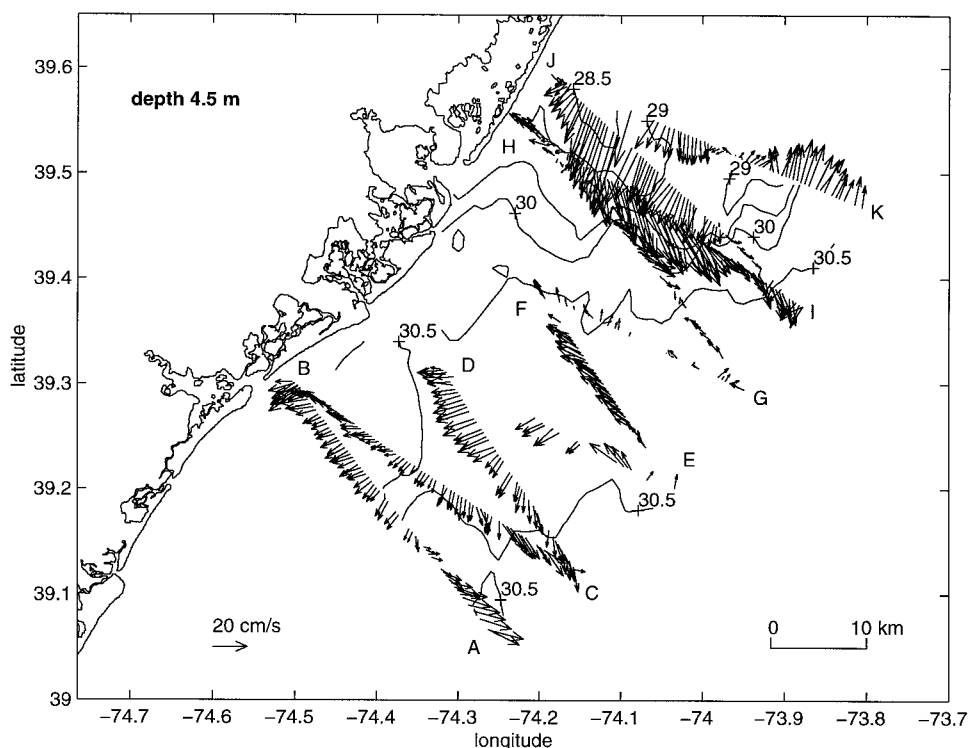 39.6
39.5
39.4
39.3
39.2
39.1
39
latitude
depth 4.5 m
J
28.5
29
H
29
K
30
30
30.5
I
F
30.5
B
D
G
E
30.5
30.5
C
A
20 cm/s
0 10 km
−74.7 −74.6 −74.5 −74.4 −74.3 −74.2 −74.1 −74 −73.9 −73.8 −73.7
longitude